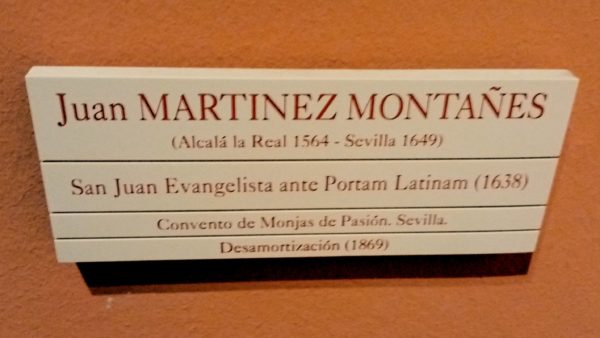 Juan MARTINEZ MONTAÑES
(Alcalá la Real 1564 - Sevilla 1649)
San Juan Evangelista ante Portam Latinam (1638)
Convento de Monjas de Pasión. Sevilla.
Desamortización (1869)